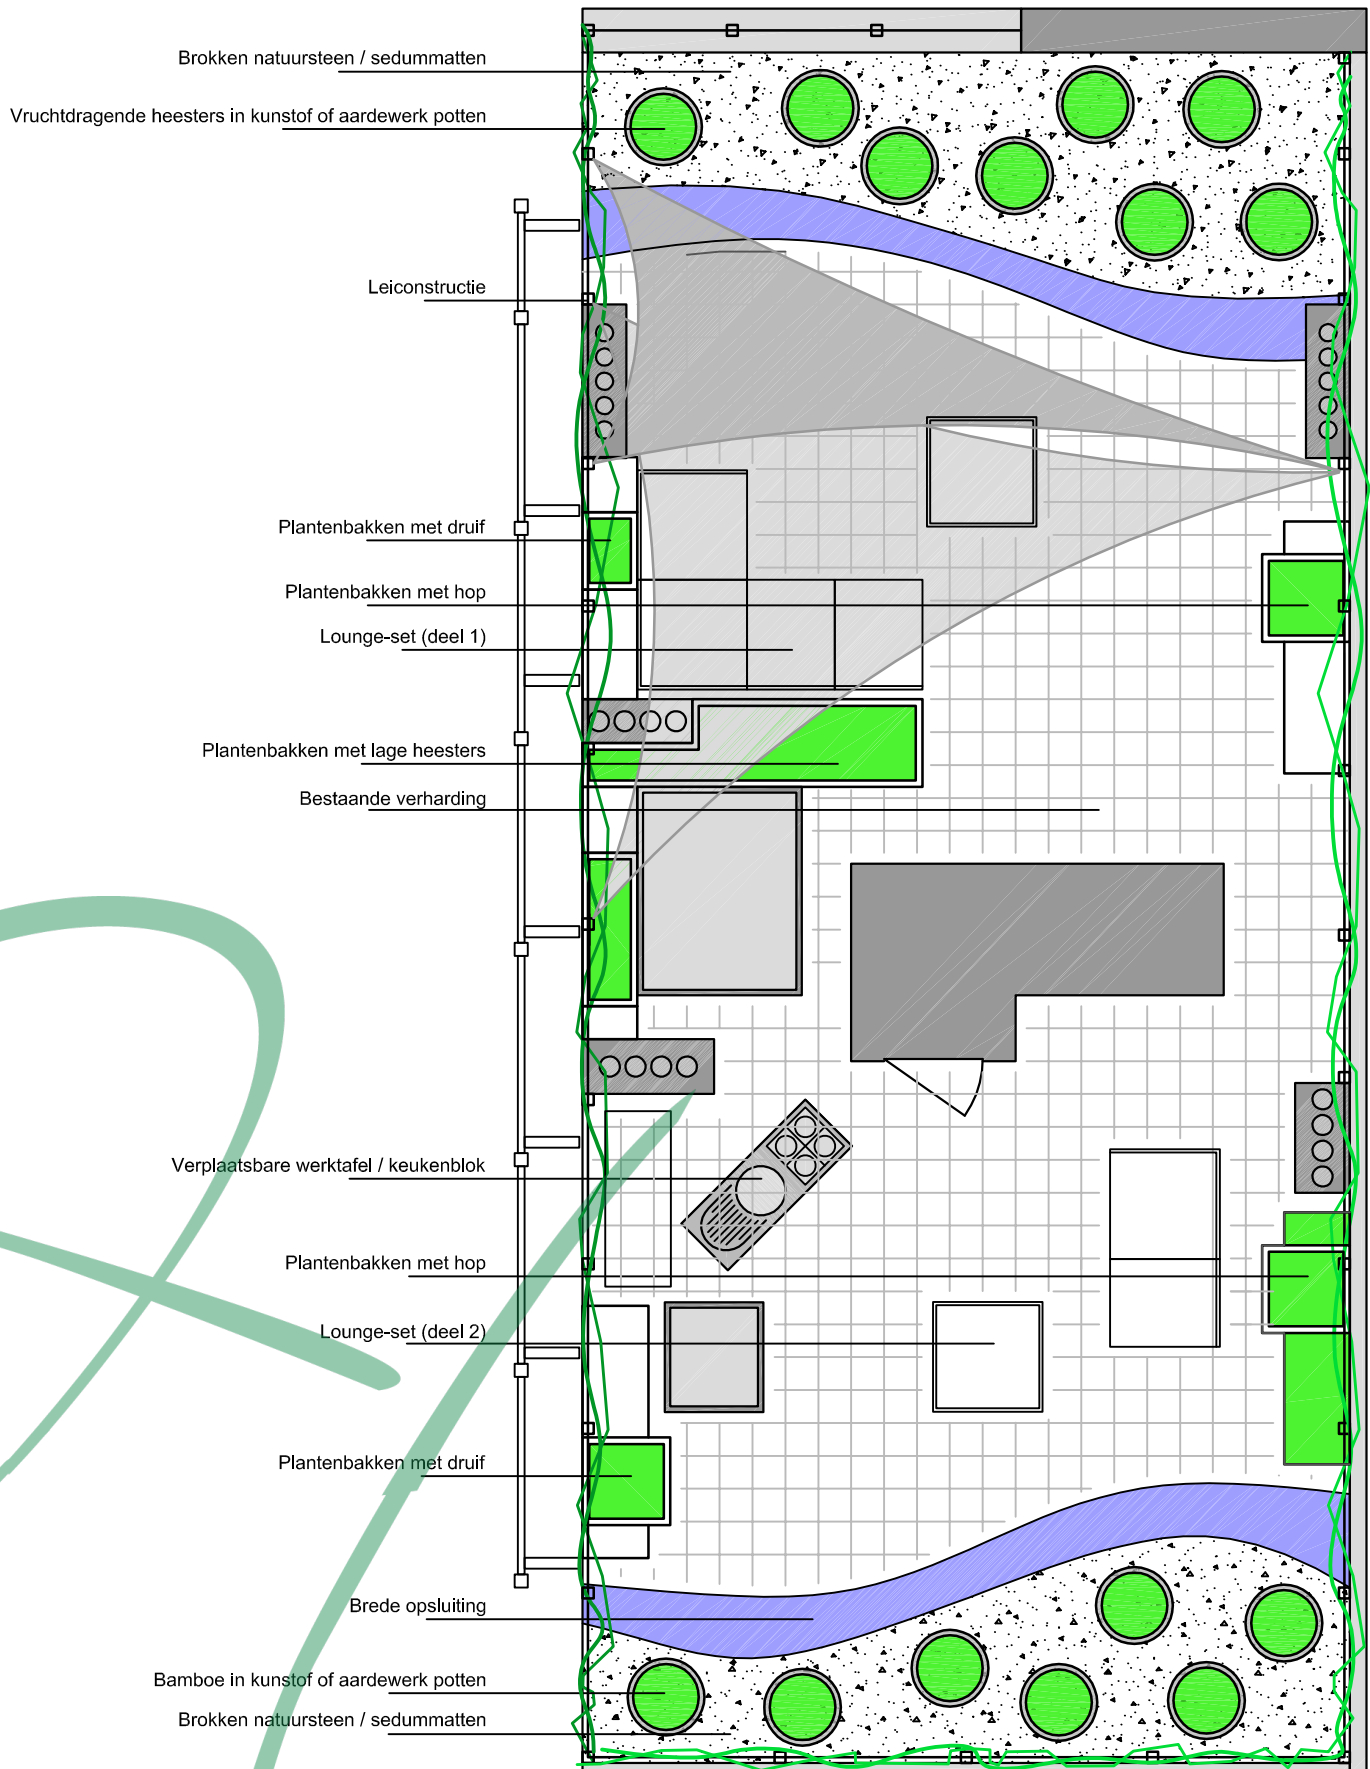 Brokken natuursteen / sedummatten
Vruchtdragende heesters in kunstof of aardewerk potten
Leiconstructie
Plantenbakken met druif
Plantenbakken met hop
Lounge-set (deel 1)
Plantenbakken met lage heesters
Bestaande verharding
Verplaatsbare werktafel / keukenblok
Plantenbakken met hop
Lounge-set (deel 2)
Plantenbakken met druif
Brede opsluiting
Bamboe in kunstof of aardewerk potten
Brokken natuursteen / sedummatten